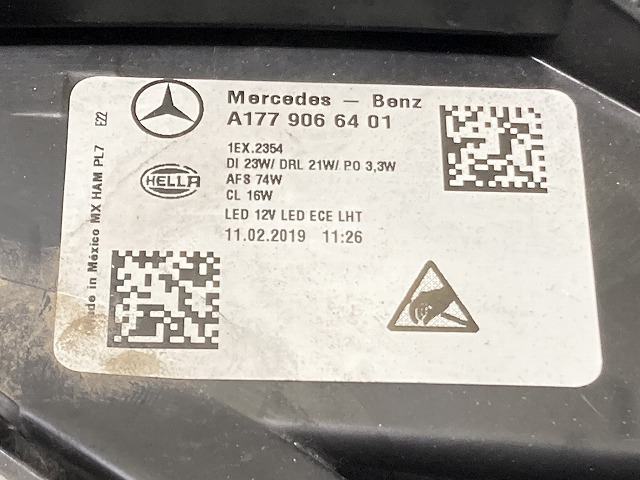 Mercedes - Benz
A177 906 64 01
1EX.2354
DI 23W/ DRL 21W/ PO 3,3W
AFS 74W
CL 16W
LED 12V LED ECE LHT
11.02.2019 11:26
HELLA
in México MX HAM PL7 E22